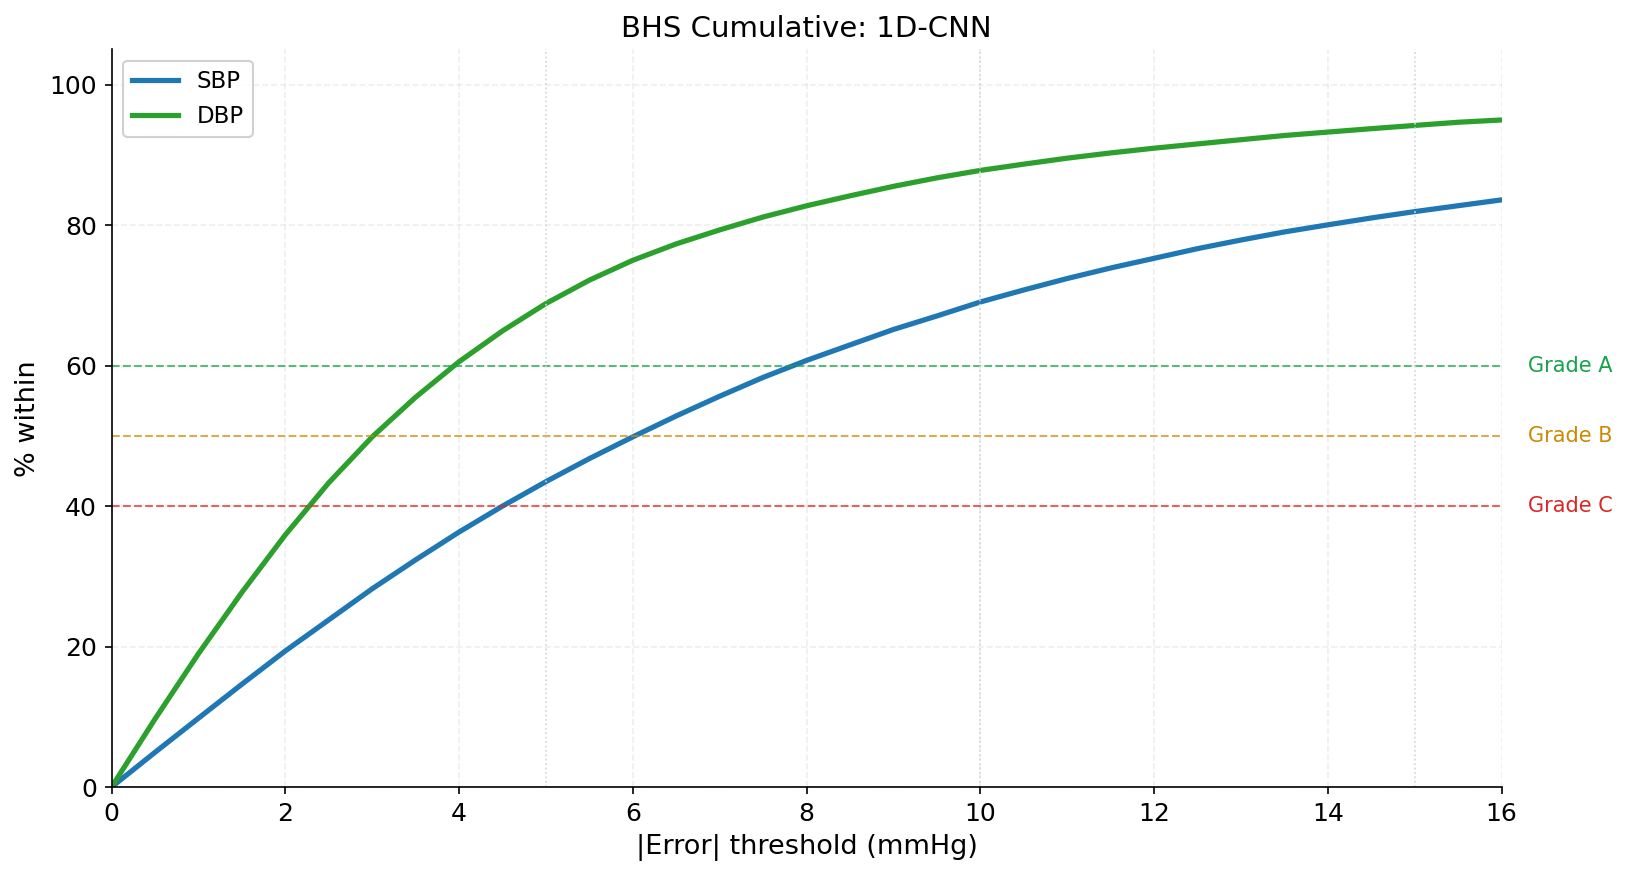 BHS Cumulative: 1D-CNN
SBP
DBP
% within
100
80
60
40
20
0
Grade A
Grade B
Grade C
0 2 4 6 8 10 12 14 16
|Error| threshold (mmHg)